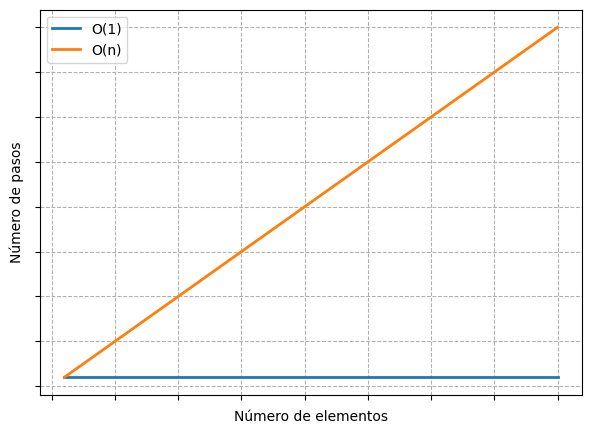 O(1)
O(n)
Número de pasos
Número de elementos